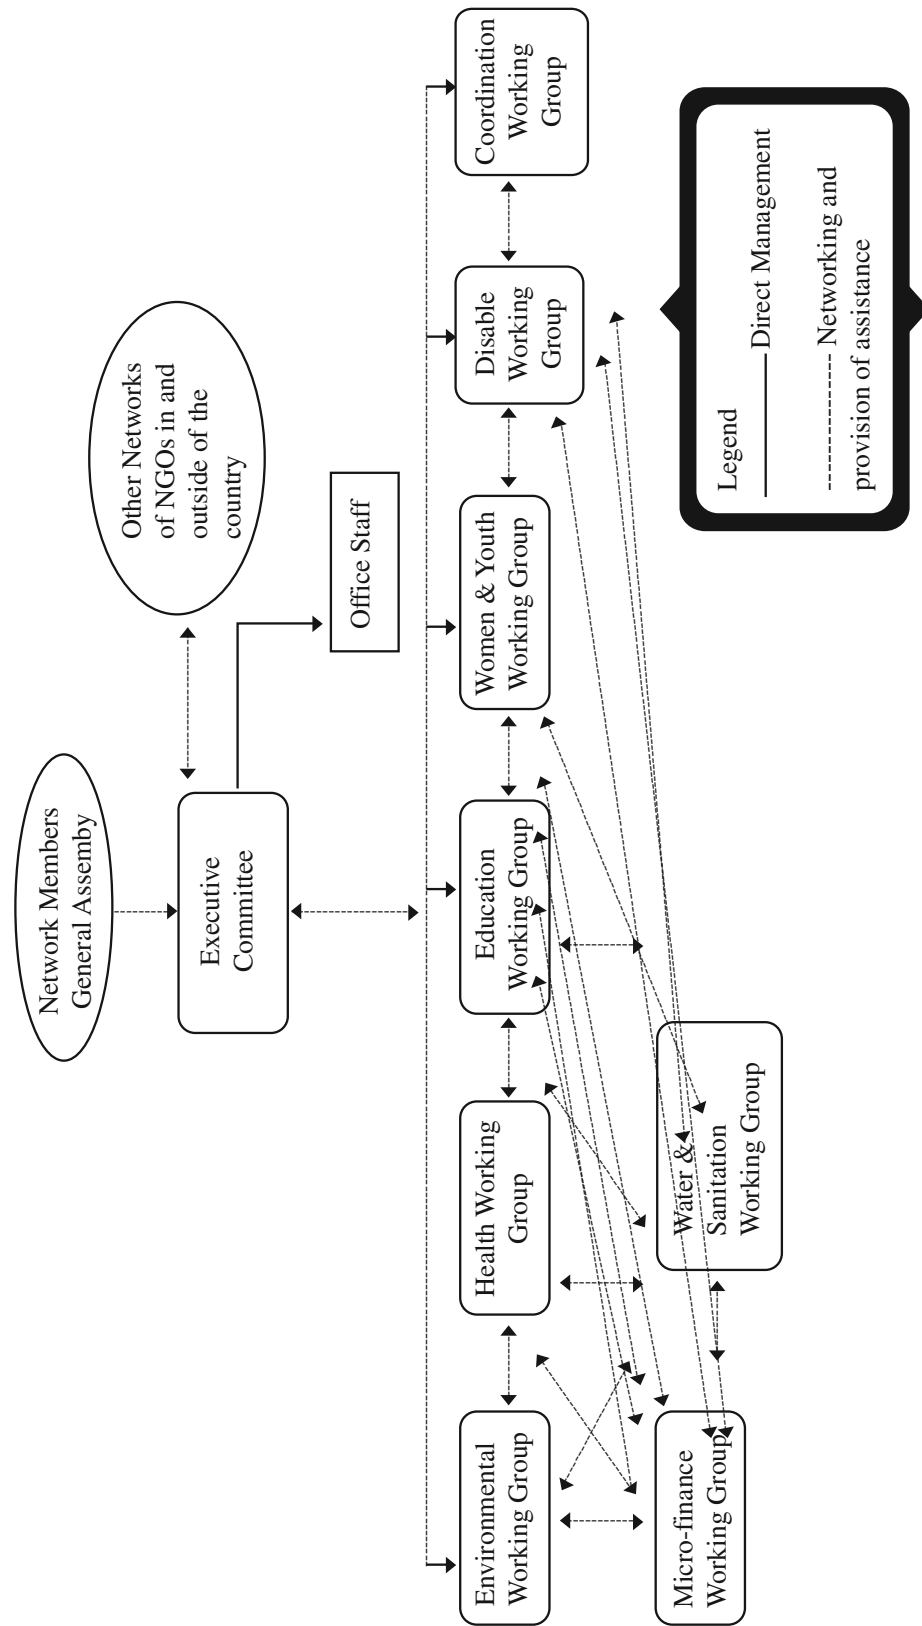 Network Members
General Assemby
Other Networks
of NGOs in and
outside of the
country
Executive
Committee
Office Staff
Environmental
Working Group
Health Working
Group
Education
Working Group
Women & Youth
Working Group
Disable
Working
Group
Coordination
Working
Group
Micro-finance
Working Group
Water &
Sanitation
Working Group
Legend
Direct Management
Networking and
provision of assistance